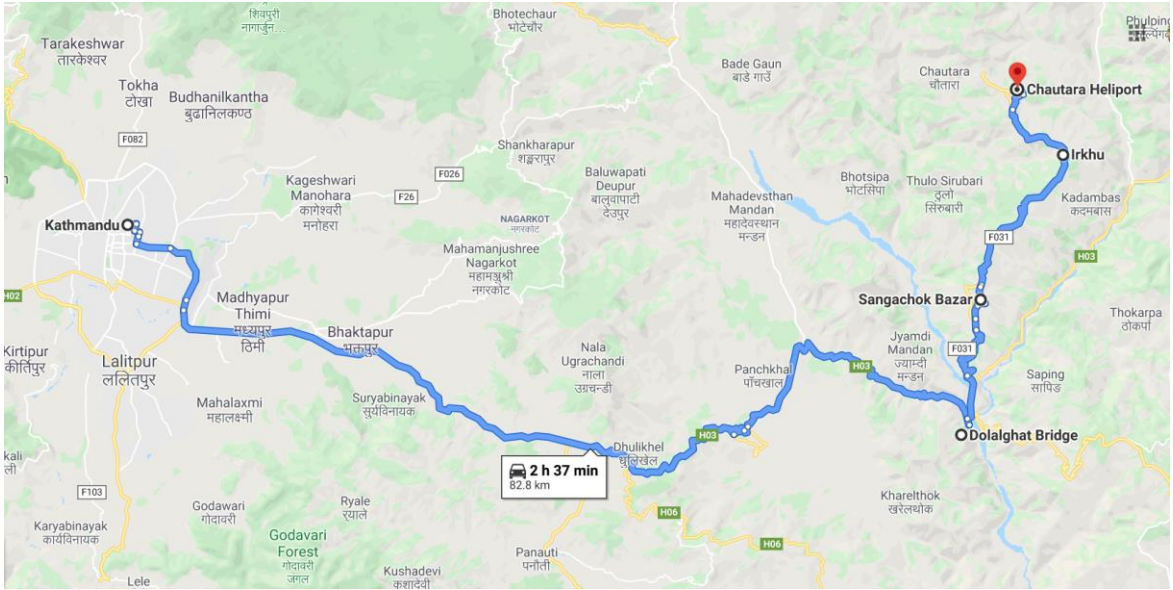 शिवपुरी
नागार्जुन...
Bhotechaur
भोटेचौर
Tarakeshwar
तारकेश्वर
Phulping
Tokha
टोखा
Budhanilkantha
बुढानिलकण्ठ
Bade Gaun
बाडे गाउँ
Chautara
चौतारा
Chautara Heliport
F082
Shankharapur
शङ्खरापुर
Irkhu
F026
Kageshwari
Manohara
कागेश्वरी
मनोहरा
F26
Baluwapati
Deupur
बालुवापाटी
देउपुर
Bhotsipa
भोटसिपा
Thulo Sirubari
ठुलो
सिरुबारी
Kadambas
कदमबास
Mahadevsthan
Mandan
महादेवस्थान
मन्डन
Kathmandu
NAGARKOT
नगरकोट
F031
Mahamanjushree
Nagarkot
महामञ्जुश्री
नगरकोट
H03
H02
Madhyapur
Thimi
मध्यपुर
ठिमी
Sangachok Bazar
Thokarpa
ठोकर्पा
Bhaktapur
भक्तपुर
Kirtipur
कीर्तिपुर
Lalitpur
ललितपुर
Nala
Ugrachandi
नाला
उग्रचन्डी
Jyamdi
Mandan
ज्याम्दी
मन्डन
F031
Panchkhal
पाँचखाल
H03
Saping
सापिङ
Mahalaxmi
महालक्ष्मी
Suryabinayak
सुर्यविनायक
Dolalghat Bridge
H03
Dhulikhel
धुलिखेल
kali
ली
2 h 37 min
82.8 km
F103
Godawari
गोदावरी
Ryale
र्‍याले
Kharelthok
खरेलथोक
H06
Karyabinayak
कार्यविनायक
Godavari
Forest
गोदावरी
जंगल
H06
Panauti
पनौती
Kushadevi
कशादेवी
Lele